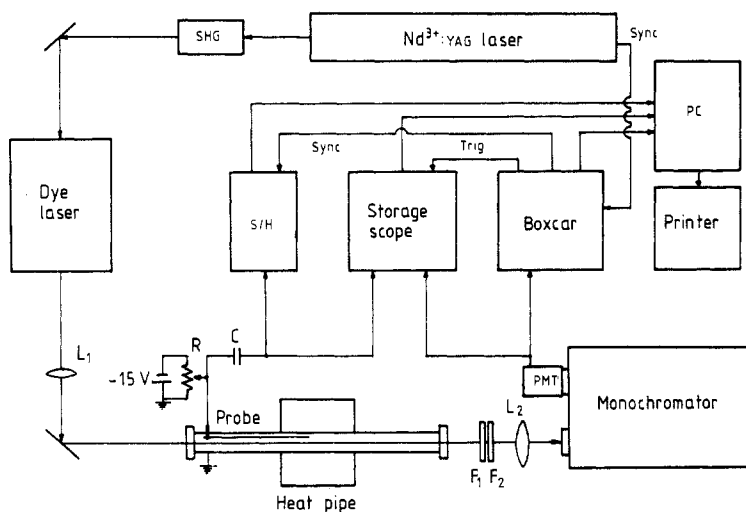 SHG
Nd³⁺:YAG laser
Sync
PC
Sync
Trig
Dye
laser
S/H
Storage
scope
Boxcar
Printer
L₁
R
C
-15 V
PMT
Monochromator
Probe
L₂
F₁ F₂
Heat pipe